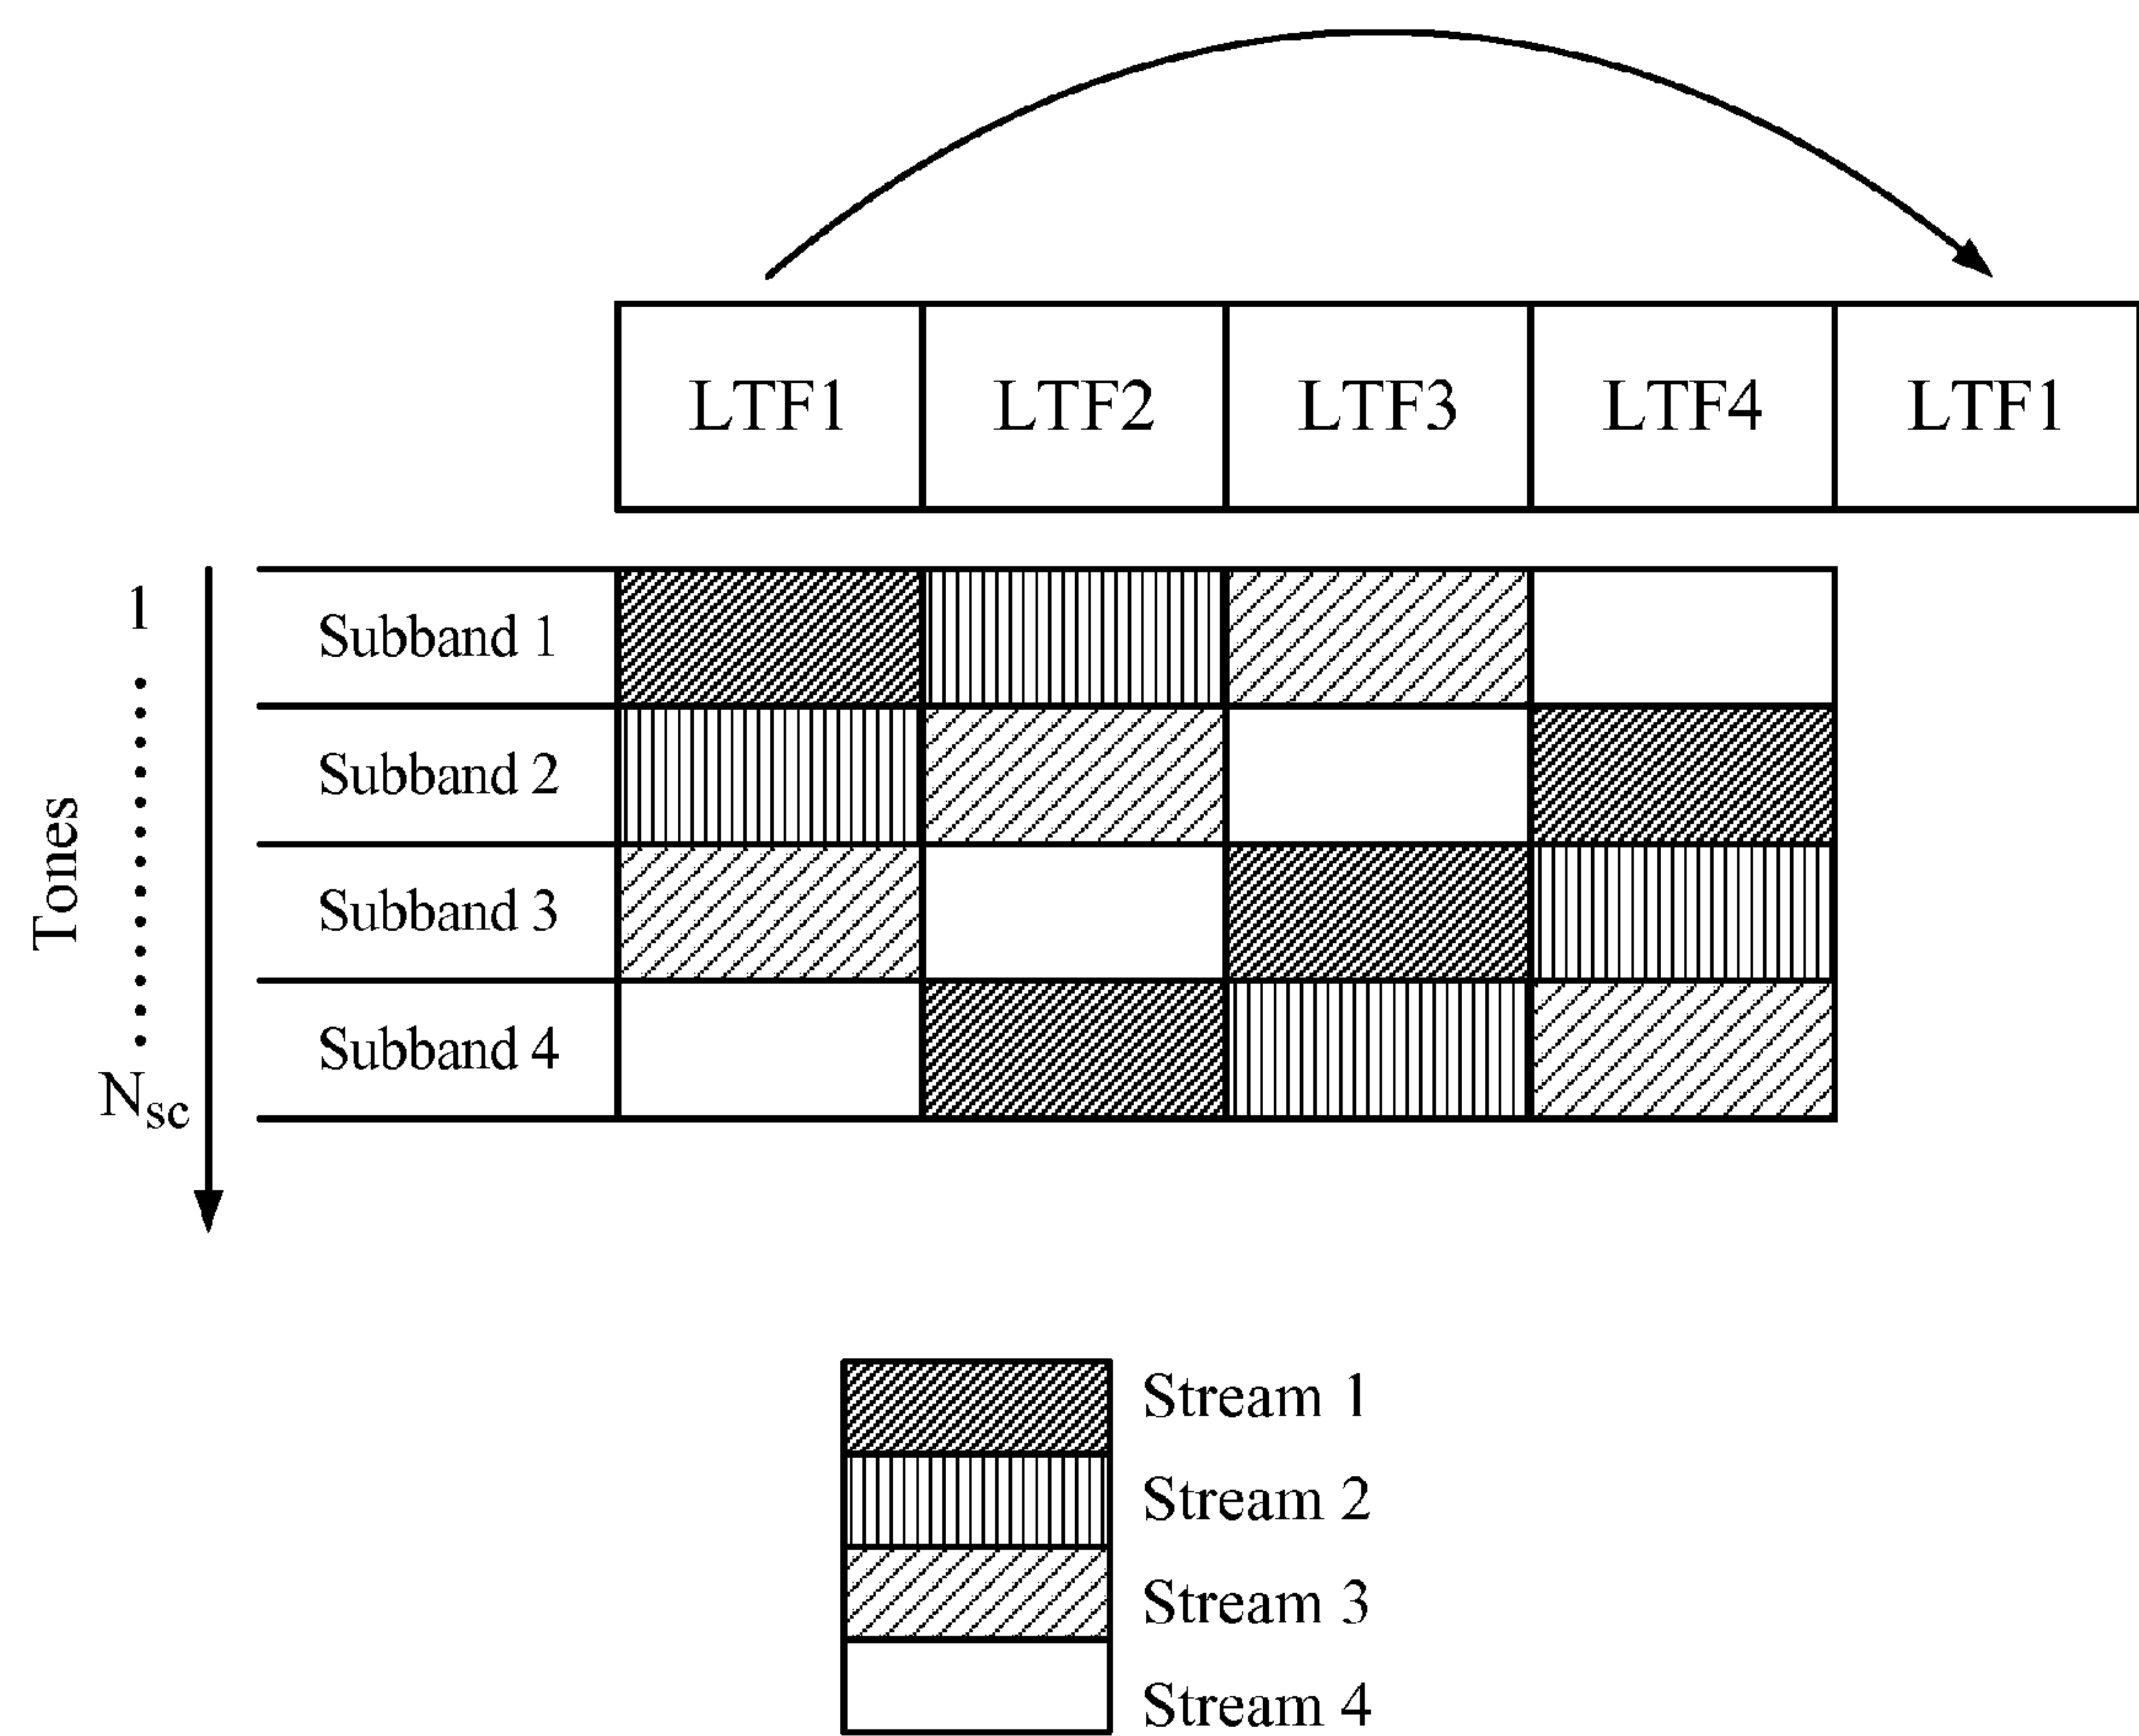 LTF1 LTF2 LTF3 LTF4 LTF1
Tones
1
Subband 1
Subband 2
Subband 3
Subband 4
Nsc
Stream 1
Stream 2
Stream 3
Stream 4